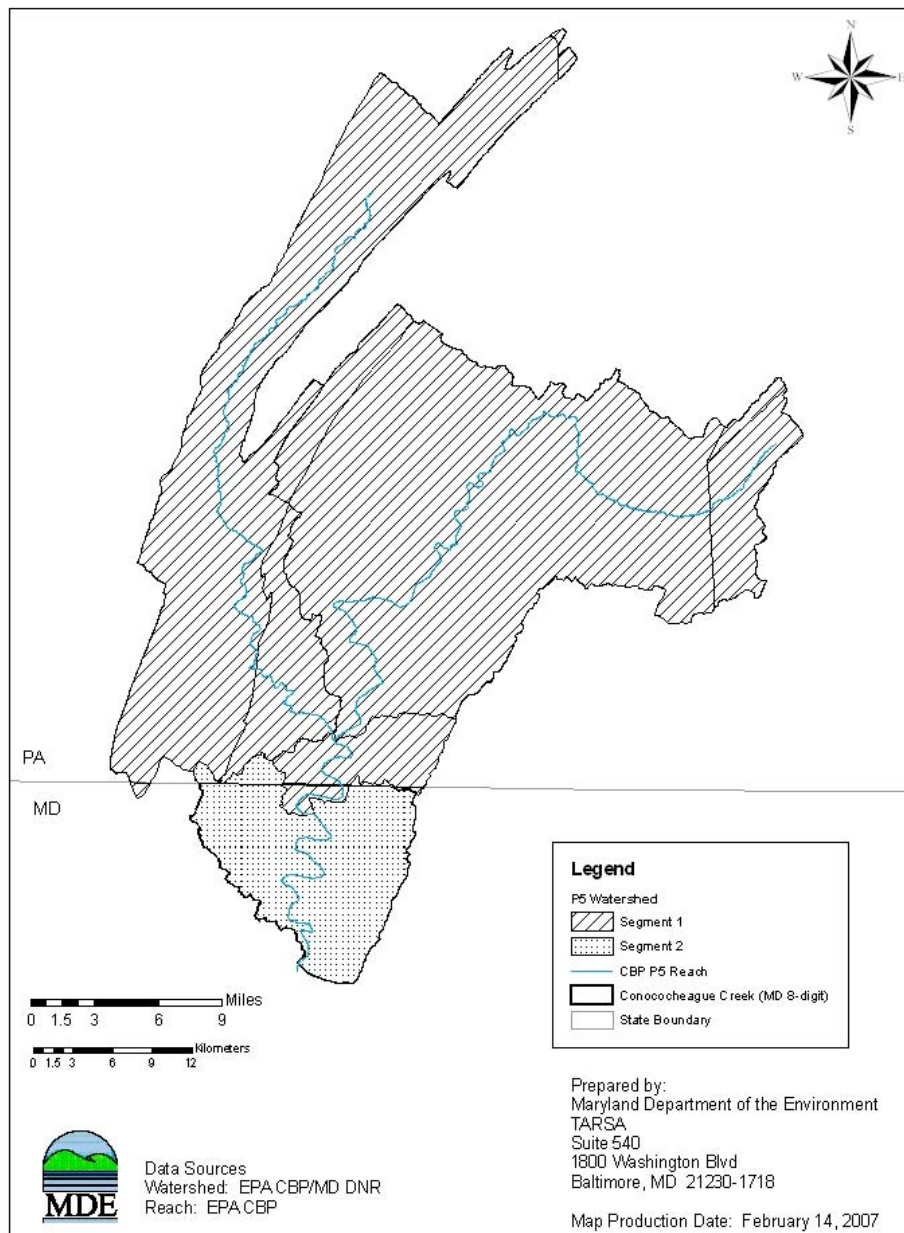 N
W
E
S
PA
MD
Legend
P5 Watershed
Segment 1
Segment 2
CBP P5 Reach
Conococheague Creek (MD 8-digit)
State Boundary
Miles
0 1.5 3 6 9
Kilometers
0 1.5 3 6 9 12
MDE
Data Sources
Watershed: EPA CBP/MD DNR
Reach: EPA CBP
Prepared by:
Maryland Department of the Environment
TARSA
Suite 540
1800 Washington Blvd
Baltimore, MD 21230-1718
Map Production Date: February 14, 2007